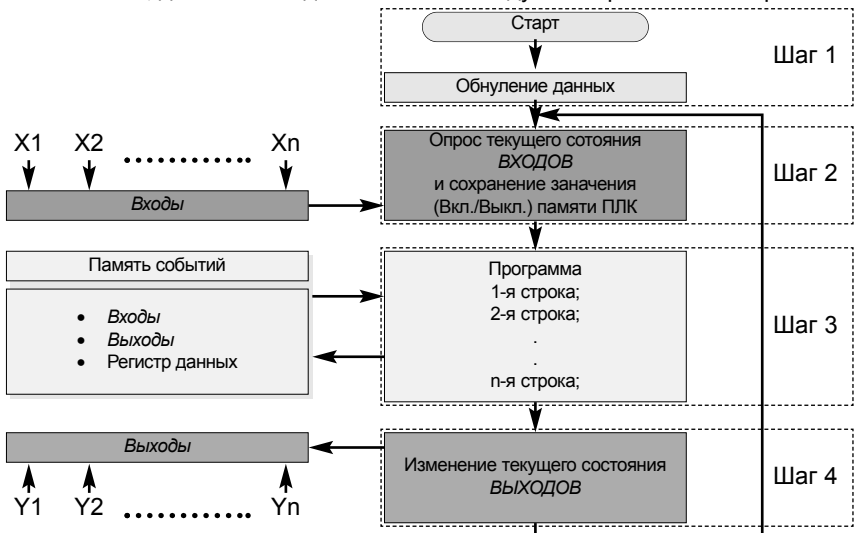 Старт
Шаг 1
Обнуление данных
X1 X2 ............. Xn
Входы
Опрос текущего сотояния
ВХОДОВ
и сохранение заначения
(Вкл./Выкл.) памяти ПЛК
Шаг 2
Память событий
• Входы
• Выходы
• Регистр данных
Программа
1-я строка;
2-я строка;
.
.
n-я строка;
Шаг 3
Выходы
Y1 Y2 ............. Yn
Изменение текущего состояния
ВЫХОДОВ
Шаг 4